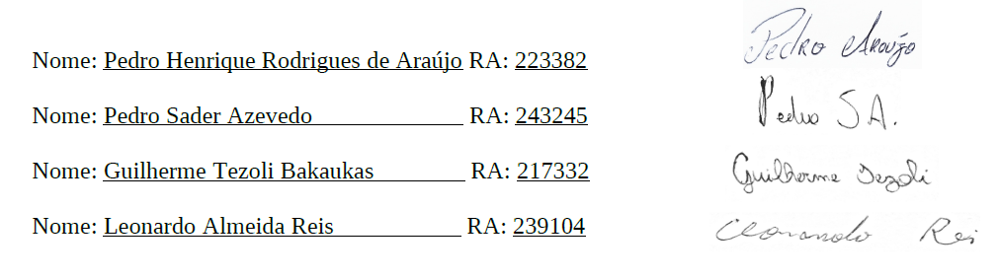 Nome: Pedro Henrique Rodrigues de Araújo RA: 223382 Pedro Araújo
Nome: Pedro Sader Azevedo RA: 243245 Pedro S A.
Nome: Guilherme Tezoli Bakaukas RA: 217332 Guilherme Tezoli
Nome: Leonardo Almeida Reis RA: 239104 Leonardo Reis